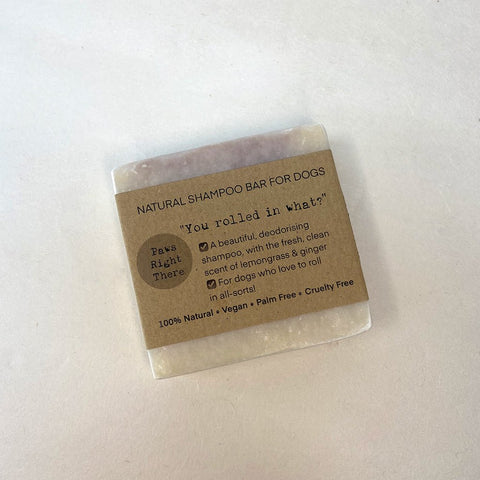 NATURAL SHAMPOO BAR FOR DOGS
"You rolled in what?"
Paws
Right
There
☑ A beautiful, deodorising
shampoo, with the fresh, clean
scent of lemongrass & ginger
☑ For dogs who love to roll
in all-sorts!
100% Natural • Vegan • Palm Free • Cruelty Free